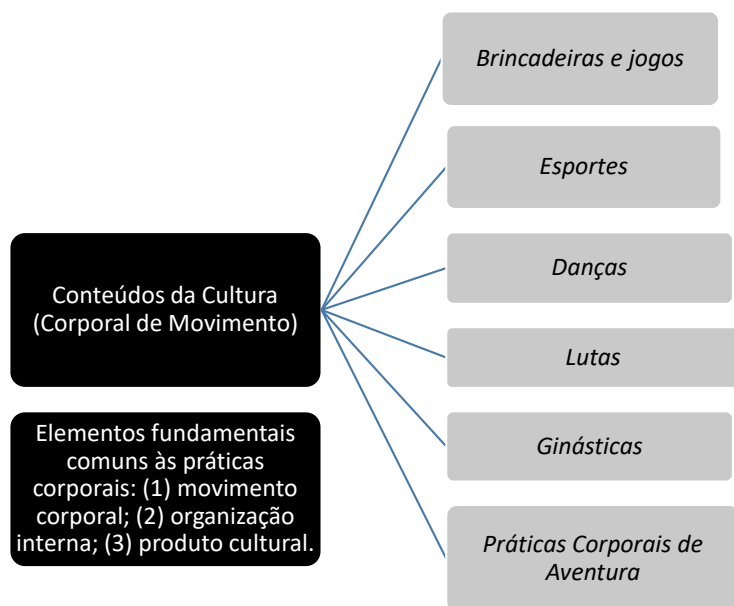 Brincadeiras e jogos
Esportes
Danças
Lutas
Ginásticas
Práticas Corporais de
Aventura
Conteúdos da Cultura
(Corporal de Movimento)
Elementos fundamentais
comuns às práticas
corporais: (1) movimento
corporal; (2) organização
interna; (3) produto cultural.